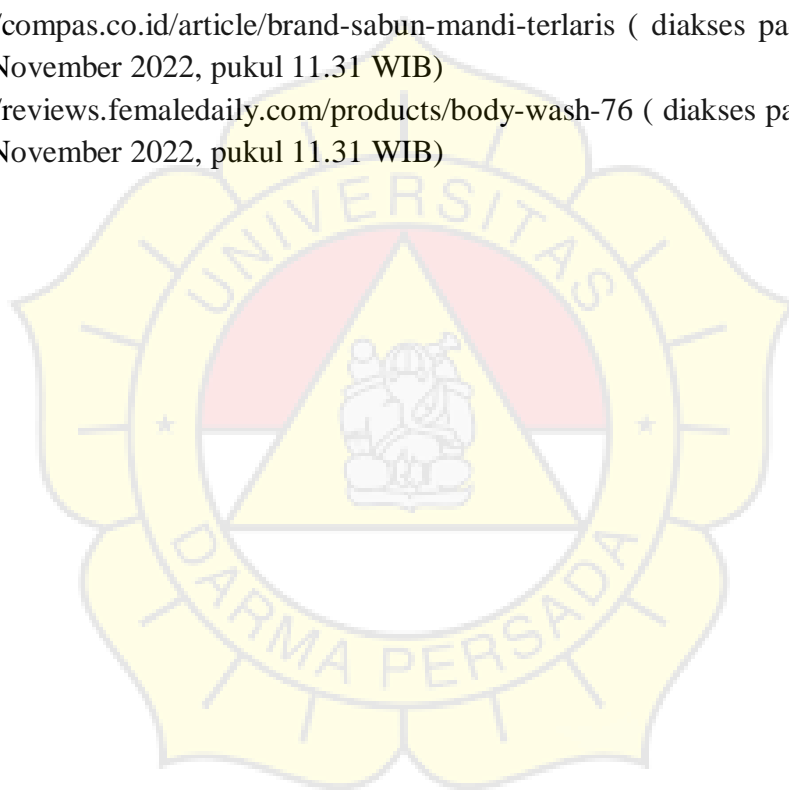 /compas.co.id/article/brand-sabun-mandi-terlaris ( diakses pa
November 2022, pukul 11.31 WIB)
/reviews.femaledaily.com/products/body-wash-76 ( diakses pa
November 2022, pukul 11.31 WIB)
UNIVERSITAS
DARMA PERSADA